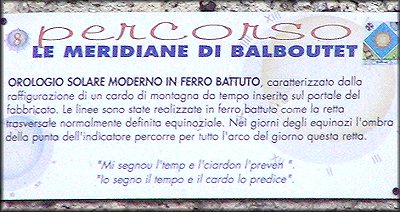 8
percorso
LE MERIDIANE DI BALBOUTET
OROLOGIO SOLARE MODERNO IN FERRO BATTUTO, caratterizzato dalla
raffigurazione di un cardo di montagna da tempo inserito sul portale del
fabbricato. Le linee sono state realizzate in ferro battuto come la retta
trasversale normalmente definita equinoziale. Nei giorni degli equinozi l'ombra
della punta dell'indicatore percorre per tutto l'arco del giorno questa retta.
"Mi segnou l'temp e l'ciardon l'preven ".
"Io segno il tempo e il cardo lo predice".